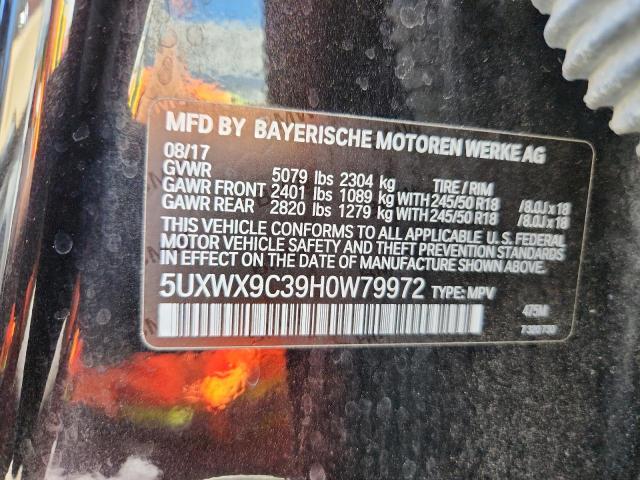 MFD BY BAYERISCHE MOTOREN WERKE AG
08/17
GVWR 5079 lbs 2304 kg TIRE / RIM
GAWR FRONT 2401 lbs 1089 kg WITH 245/50 R18 /8.0J x 18
GAWR REAR 2820 lbs 1279 kg WITH 245/50 R18 /8.0J x 18
THIS VEHICLE CONFORMS TO ALL APPLICABLE U. S. FEDERAL
MOTOR VEHICLE SAFETY AND THEFT PREVENTION STANDARDS
IN EFFECT ON THE DATE OF MANUFACTURE SHOWN ABOVE.
5UXWX9C39H0W79972 TYPE: MPV
475M